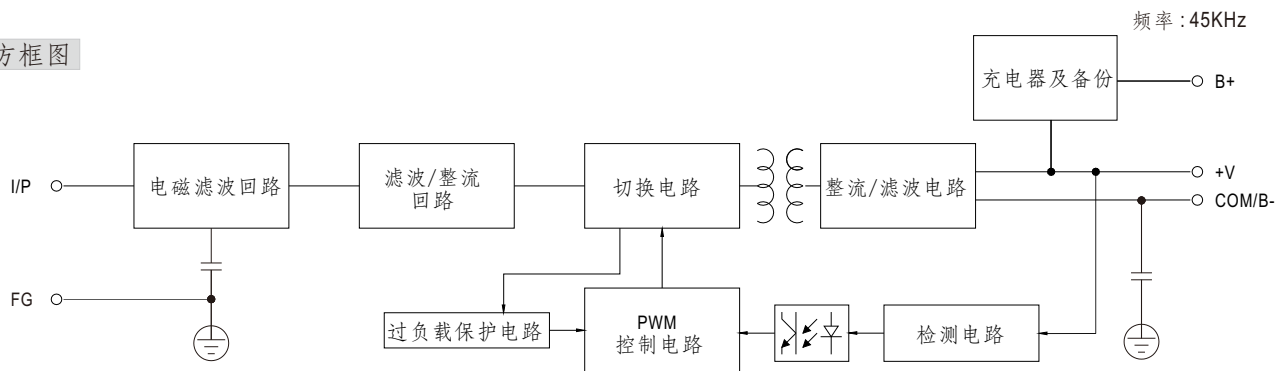 频率 : 45KHz
方框图
充电器及备份
B+
I/P
电磁滤波回路
滤波/整流
回路
切换电路
整流/滤波电路
+V
COM/B-
FG
过负载保护电路
PWM
控制电路
检测电路